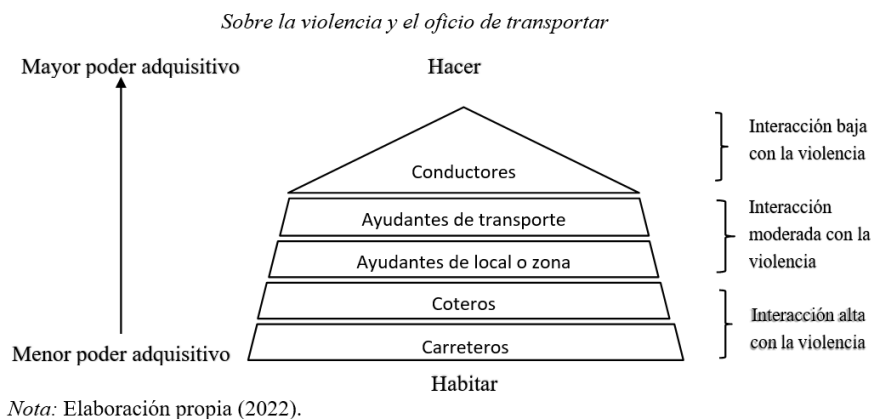 Sobre la violencia y el oficio de transportar
Mayor poder adquisitivo
Hacer
Interacción baja
con la violencia
Conductores
Ayudantes de transporte
Interacción
moderada con la
violencia
Ayudantes de local o zona
Coteros
Interacción alta
con la violencia
Carreteros
Menor poder adquisitivo
Habitar
Nota: Elaboración propia (2022).